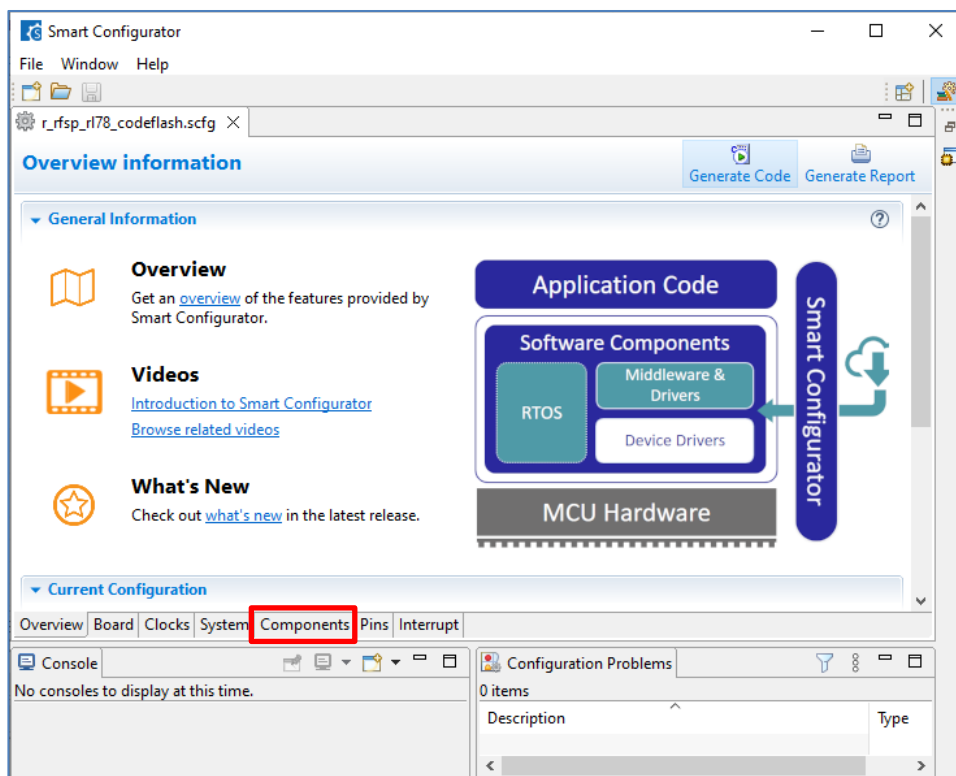 Smart Configurator
File Window Help
r_rfsp_rl78_codeflash.scfg
Overview information
Generate Code
Generate Report
General Information
Overview
Get an overview of the features provided by
Smart Configurator.
Videos
Introduction to Smart Configurator
Browse related videos
What's New
Check out what's new in the latest release.
Application Code
Software Components
RTOS
Middleware &
Drivers
Device Drivers
MCU Hardware
Smart Configurator
Current Configuration
Overview Board Clocks System Components Pins Interrupt
Console
No consoles to display at this time.
Configuration Problems
0 items
Description Type